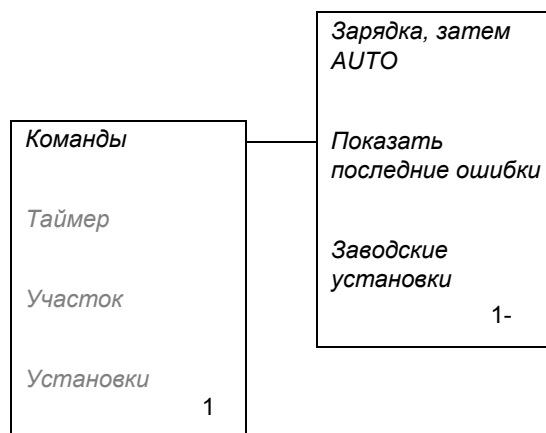 Команды
Таймер
Участок
Установки
1
Зарядка, затем
AUTO
Показать
последние ошибки
Заводские
установки
1-